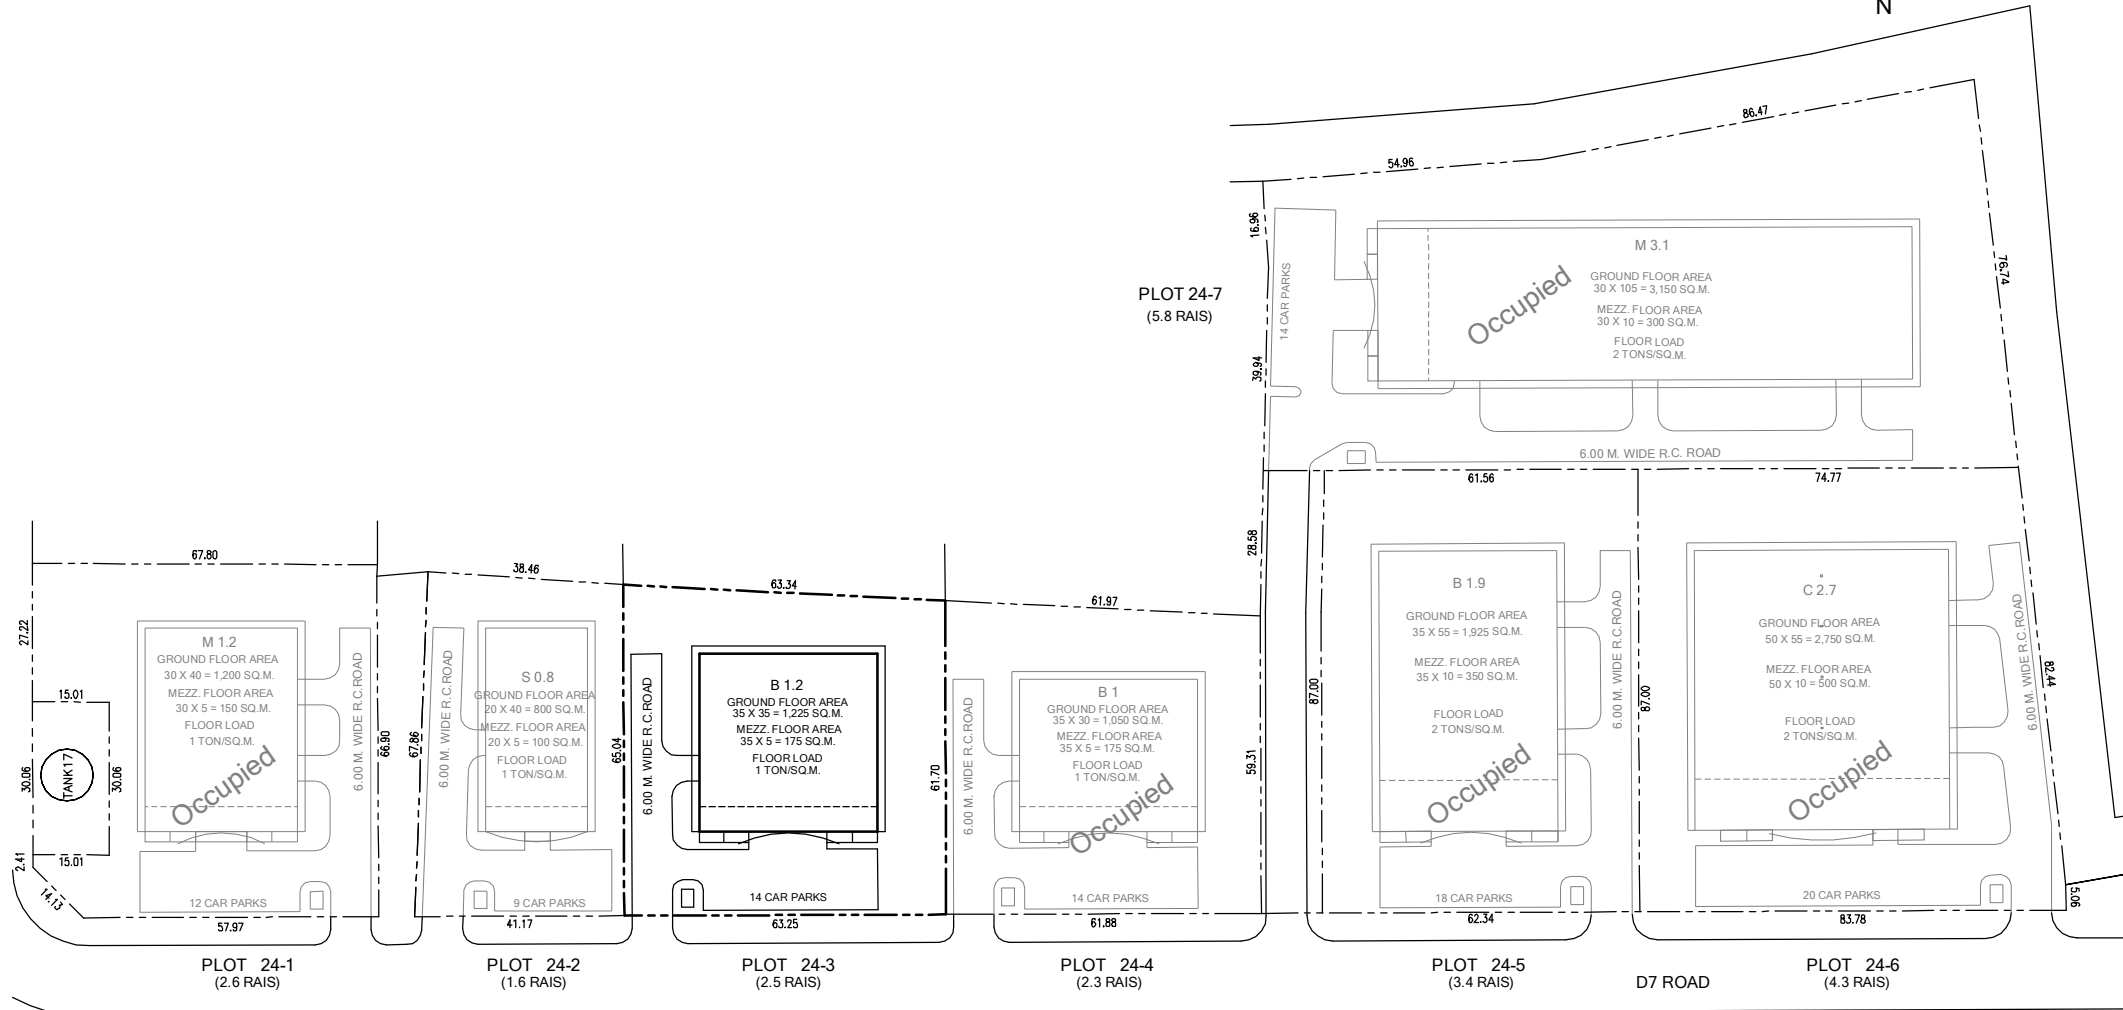 N
86.47
54.96
16.96
76.74
PLOT 24-7
(5.8 RAIS)
14 CAR PARKS
39.94
M 3.1
GROUND FLOOR AREA
30 X 105 = 3,150 SQ.M.
MEZZ. FLOOR AREA
30 X 10 = 300 SQ.M.
FLOOR LOAD
2 TONS/SQ.M.
Occupied
6.00 M. WIDE R.C. ROAD
61.56
74.77
67.80
27.22
15.01
30.06
TANK17
30.06
15.01
2.41
14.13
M 1.2
GROUND FLOOR AREA
30 X 40 = 1,200 SQ.M.
MEZZ. FLOOR AREA
30 X 5 = 150 SQ.M.
FLOOR LOAD
1 TON/SQ.M.
Occupied
6.00 M. WIDE R.C.ROAD
66.90
12 CAR PARKS
57.97
PLOT 24-1
(2.6 RAIS)
38.46
67.86
6.00 M. WIDE R.C.ROAD
S 0.8
GROUND FLOOR AREA
20 X 40 = 800 SQ.M.
MEZZ. FLOOR AREA
20 X 5 = 100 SQ.M.
FLOOR LOAD
1 TON/SQ.M.
9 CAR PARKS
41.17
PLOT 24-2
(1.6 RAIS)
63.34
65.04
6.00 M. WIDE R.C.ROAD
B 1.2
GROUND FLOOR AREA
35 X 35 = 1,225 SQ.M.
MEZZ. FLOOR AREA
35 X 5 = 175 SQ.M.
FLOOR LOAD
1 TON/SQ.M.
61.70
14 CAR PARKS
63.25
PLOT 24-3
(2.5 RAIS)
61.97
6.00 M. WIDE R.C.ROAD
B 1
GROUND FLOOR AREA
35 X 30 = 1,050 SQ.M.
MEZZ. FLOOR AREA
35 X 5 = 175 SQ.M.
FLOOR LOAD
1 TON/SQ.M.
Occupied
28.58
59.31
14 CAR PARKS
61.88
PLOT 24-4
(2.3 RAIS)
87.00
B 1.9
GROUND FLOOR AREA
35 X 55 = 1,925 SQ.M.
MEZZ. FLOOR AREA
35 X 10 = 350 SQ.M.
FLOOR LOAD
2 TONS/SQ.M.
Occupied
6.00 M. WIDE R.C.ROAD
87.00
18 CAR PARKS
62.34
PLOT 24-5
(3.4 RAIS)
D7 ROAD
C 2.7
GROUND FLOOR AREA
50 X 55 = 2,750 SQ.M.
MEZZ. FLOOR AREA
50 X 10 = 500 SQ.M.
FLOOR LOAD
2 TONS/SQ.M.
Occupied
6.00 M. WIDE R.C.ROAD
82.44
5.06
20 CAR PARKS
83.78
PLOT 24-6
(4.3 RAIS)